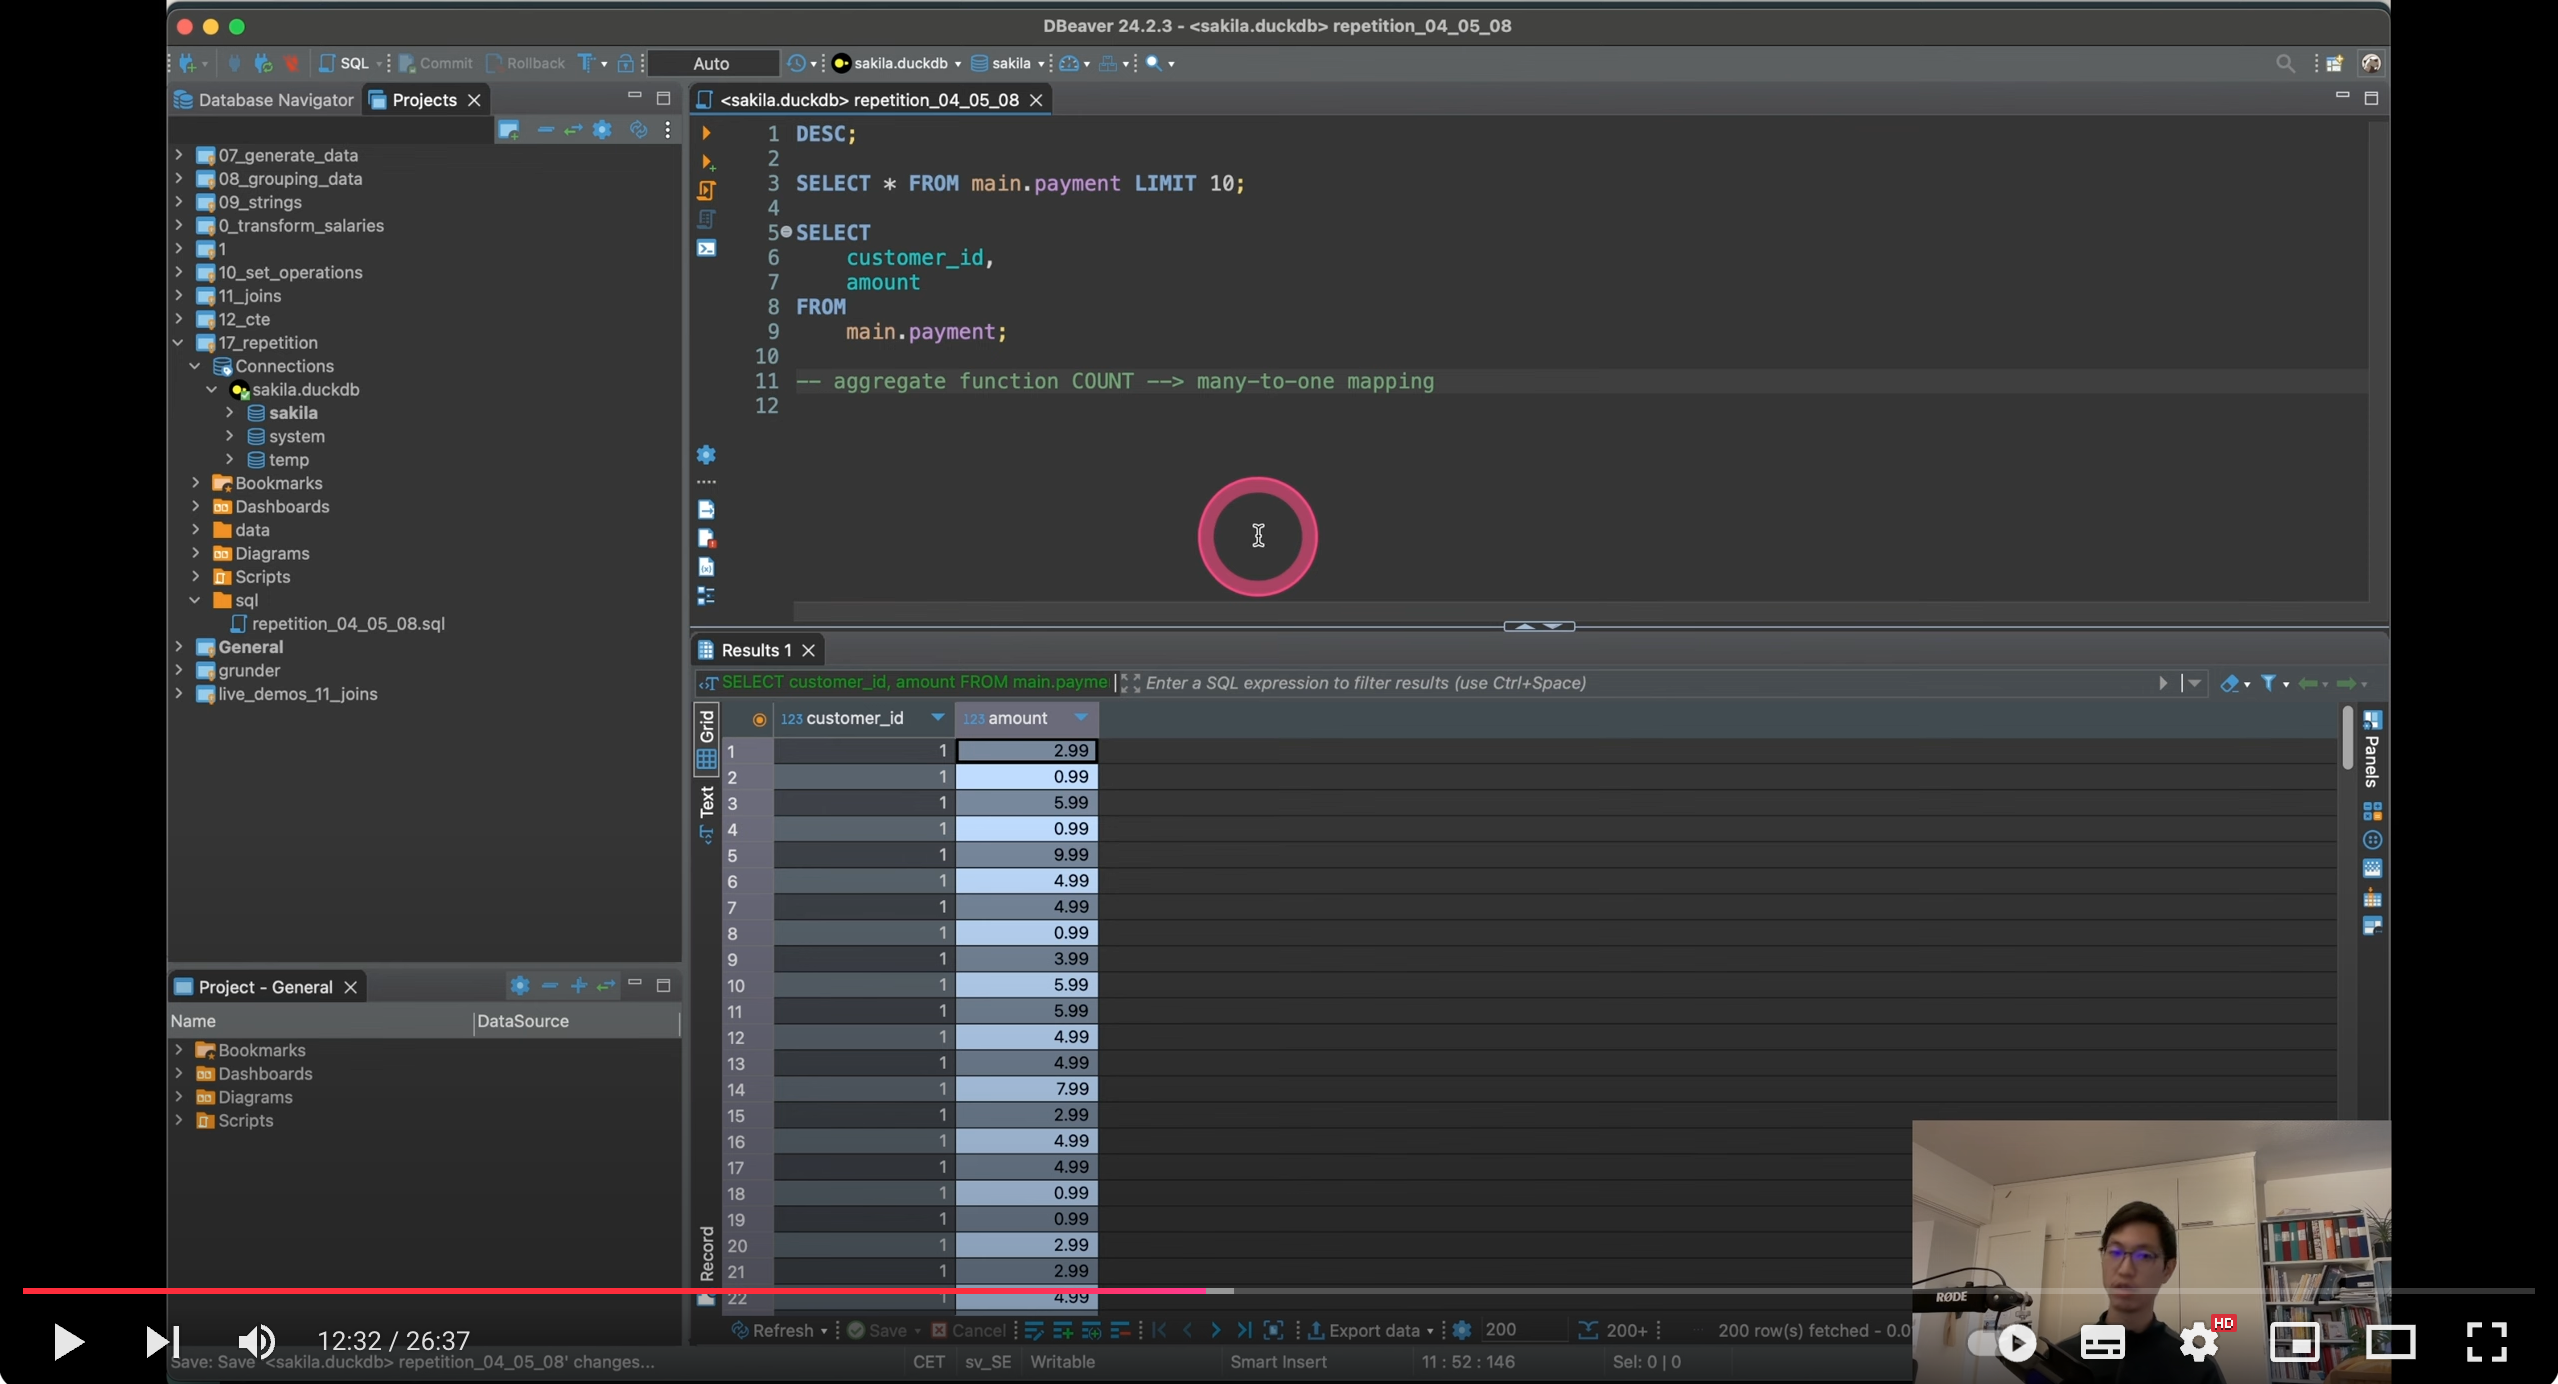 DBeaver 24.2.3 - <sakila.duckdb> repetition_04_05_08
SQL Commit Rollback Auto sakila.duckdb sakila
Database Navigator Projects
<sakila.duckdb> repetition_04_05_08
07_generate_data
08_grouping_data
09_strings
0_transform_salaries
1
10_set_operations
11_joins
12_cte
17_repetition
Connections
sakila.duckdb
sakila
system
temp
Bookmarks
Dashboards
data
Diagrams
Scripts
sql
repetition_04_05_08.sql
General
grunder
live_demos_11_joins
1 DESC;
2
3 SELECT * FROM main.payment LIMIT 10;
4
5 SELECT
6 customer_id,
7 amount
8 FROM
9 main.payment;
10
11 -- aggregate function COUNT --> many-to-one mapping
12
Results 1
SELECT customer_id, amount FROM main.payme
Enter a SQL expression to filter results (use Ctrl+Space)
Grid
Text
Record
Panels
123 customer_id 123 amount
1 1 2.99
2 1 0.99
3 1 5.99
4 1 0.99
5 1 9.99
6 1 4.99
7 1 4.99
8 1 0.99
9 1 3.99
10 1 5.99
11 1 5.99
12 1 4.99
13 1 4.99
14 1 7.99
15 1 2.99
16 1 4.99
17 1 4.99
18 1 0.99
19 1 0.99
20 1 2.99
21 1 2.99
22 1 4.99
Project - General
Name DataSource
Bookmarks
Dashboards
Diagrams
Scripts
Refresh Save Cancel Export data 200 200+ 200 row(s) fetched - 0.0
RØDE
12:32 / 26:37
HD
Save: Save '<sakila.duckdb> repetition_04_05_08' changes...
CET sv_SE Writable Smart Insert 11 : 52 : 146 Sel: 0 | 0